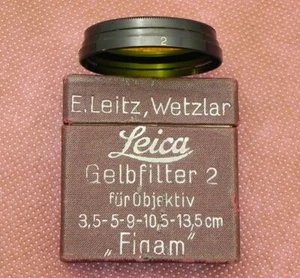 2
E. Leitz, Wetzlar
Leica
Gelbfilter 2
für Objektiv
3,5-5-9-10,5-13,5 cm
„Figam"